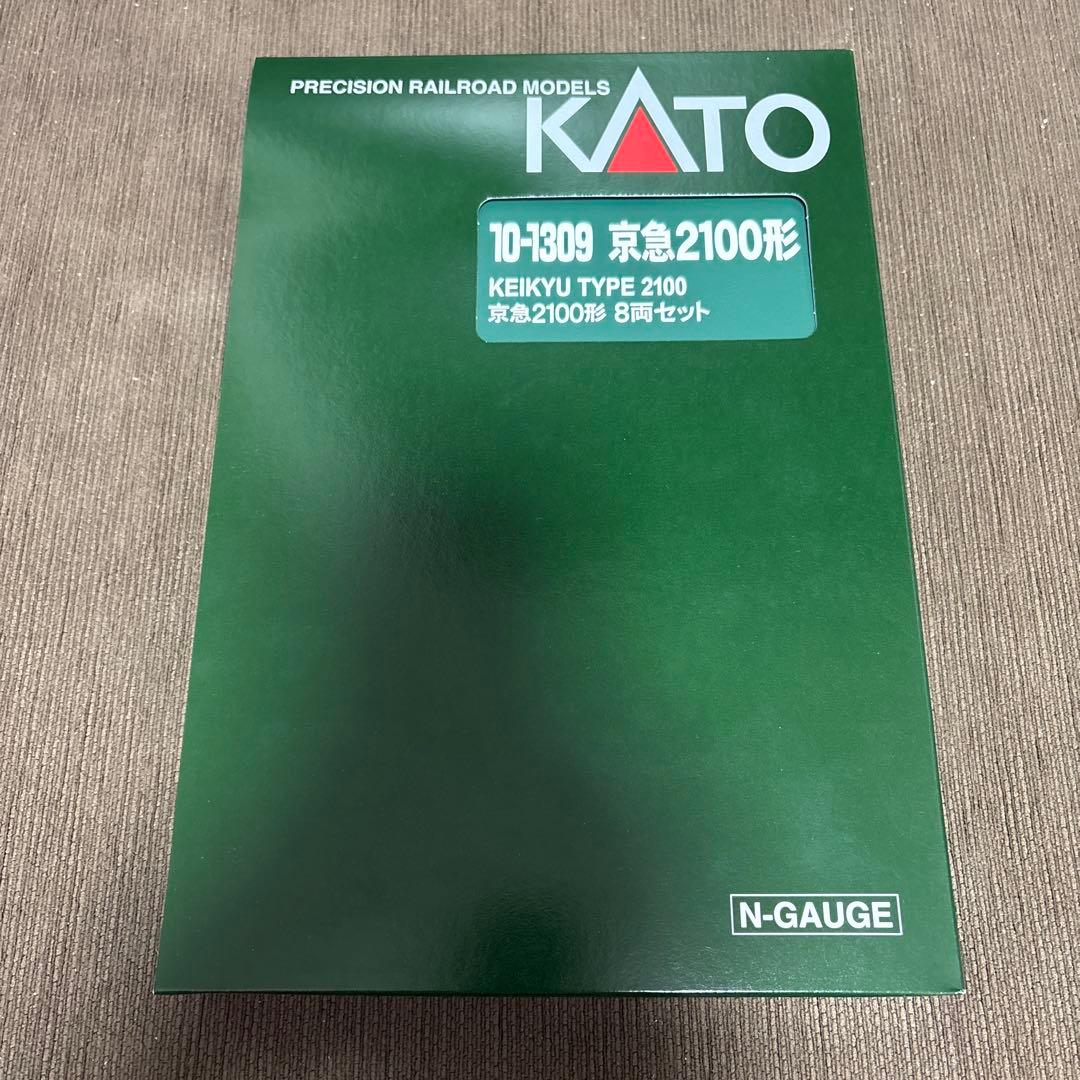 PRECISION RAILROAD MODELS
KATO
10-1309 京急2100形
KEIKYU TYPE 2100
京急2100形 8両セット
N-GAUGE